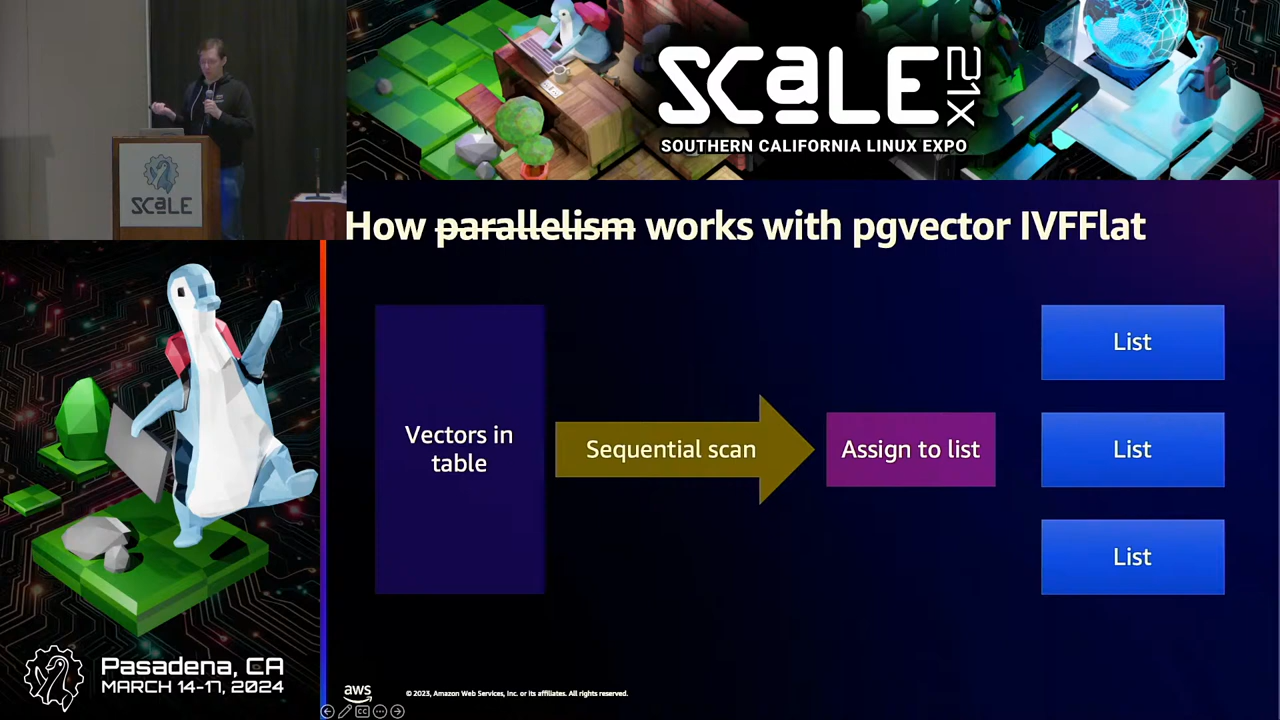 SCaLE
21X
SOUTHERN CALIFORNIA LINUX EXPO
SCaLE
How parallelism works with pgvector IVFFlat
Vectors in
table
Sequential scan
Assign to list
List
List
List
Pasadena, CA
MARCH 14-17, 2024
aws
© 2023, Amazon Web Services, Inc. or its affiliates. All rights reserved.
CC